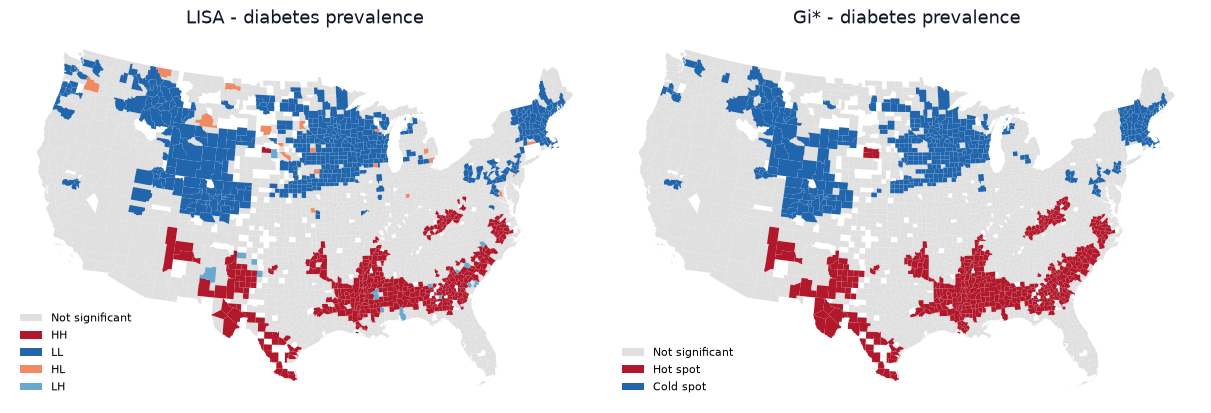 LISA - diabetes prevalence
Gi* - diabetes prevalence
Not significant
HH
LL
HL
LH
Not significant
Hot spot
Cold spot